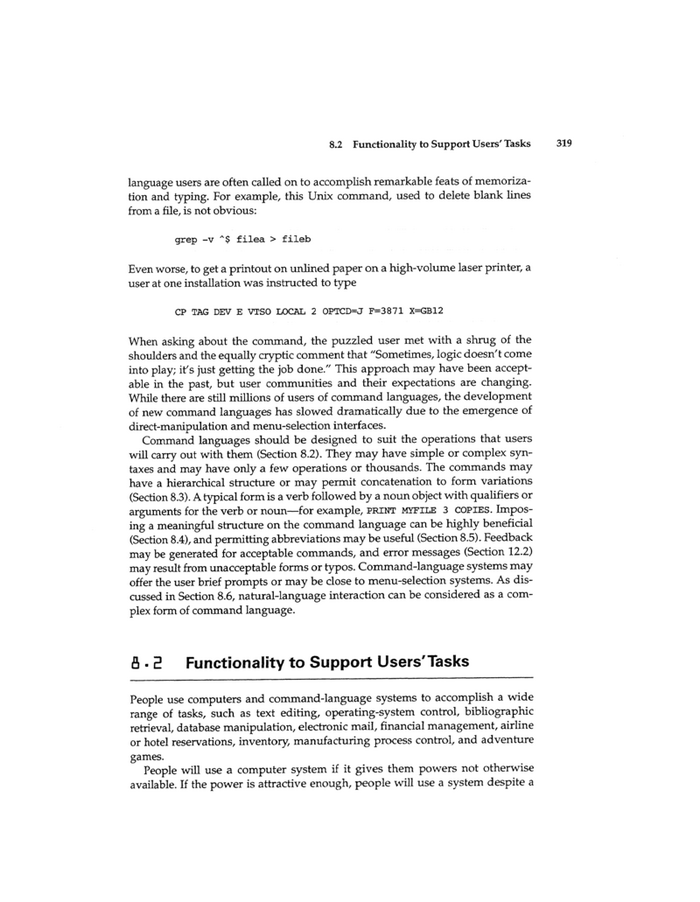 8.2 Functionality to Support Users' Tasks 319
language users are often called on to accomplish remarkable feats of memoriza-
tion and typing. For example, this Unix command, used to delete blank lines
from a file, is not obvious:
grep -v ^$ filea > fileb
Even worse, to get a printout on unlined paper on a high-volume laser printer, a
user at one installation was instructed to type
CP TAG DEV E VTSO LOCAL 2 OPTCD=J F=3871 X=GB12
When asking about the command, the puzzled user met with a shrug of the
shoulders and the equally cryptic comment that "Sometimes, logic doesn't come
into play; it's just getting the job done." This approach may have been accept-
able in the past, but user communities and their expectations are changing.
While there are still millions of users of command languages, the development
of new command languages has slowed dramatically due to the emergence of
direct-manipulation and menu-selection interfaces.
Command languages should be designed to suit the operations that users
will carry out with them (Section 8.2). They may have simple or complex syn-
taxes and may have only a few operations or thousands. The commands may
have a hierarchical structure or may permit concatenation to form variations
(Section 8.3). A typical form is a verb followed by a noun object with qualifiers or
arguments for the verb or noun—for example, PRINT MYFILE 3 COPIES. Impos-
ing a meaningful structure on the command language can be highly beneficial
(Section 8.4), and permitting abbreviations may be useful (Section 8.5). Feedback
may be generated for acceptable commands, and error messages (Section 12.2)
may result from unacceptable forms or typos. Command-language systems may
offer the user brief prompts or may be close to menu-selection systems. As dis-
cussed in Section 8.6, natural-language interaction can be considered as a com-
plex form of command language.
8.2 Functionality to Support Users' Tasks
People use computers and command-language systems to accomplish a wide
range of tasks, such as text editing, operating-system control, bibliographic
retrieval, database manipulation, electronic mail, financial management, airline
or hotel reservations, inventory, manufacturing process control, and adventure
games.
People will use a computer system if it gives them powers not otherwise
available. If the power is attractive enough, people will use a system despite a